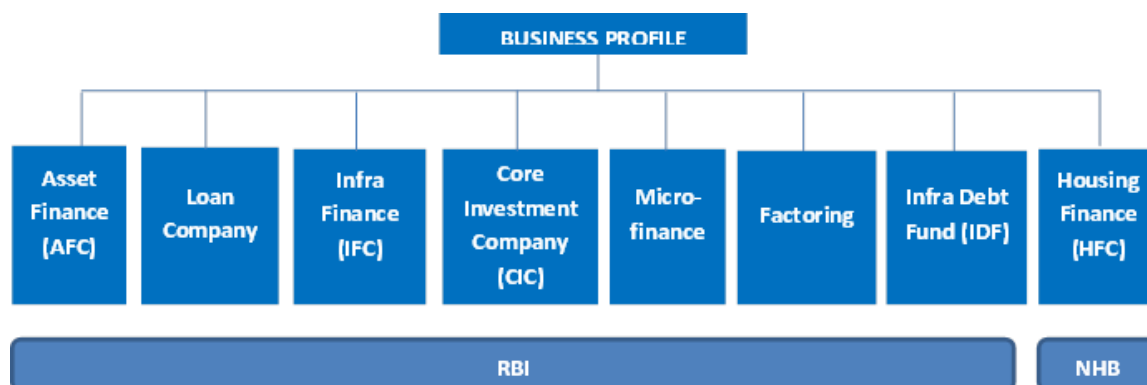 BUSINESS PROFILE
Asset
Finance
(AFC)
Loan
Company
Infra
Finance
(IFC)
Core
Investment
Company
(CIC)
Micro-
finance
Factoring
Infra Debt
Fund (IDF)
Housing
Finance
(HFC)
RBI
NHB